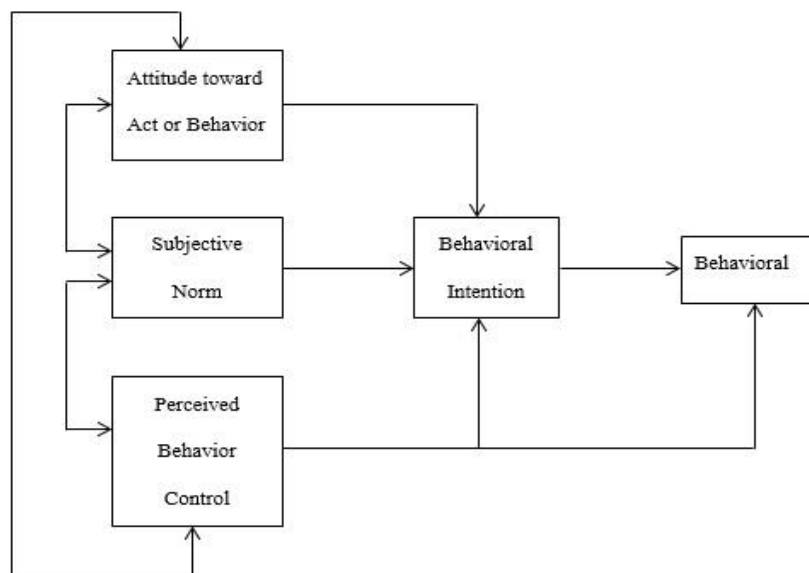 Attitude toward
Act or Behavior
Subjective
Norm
Behavioral
Intention
Behavioral
Perceived
Behavior
Control